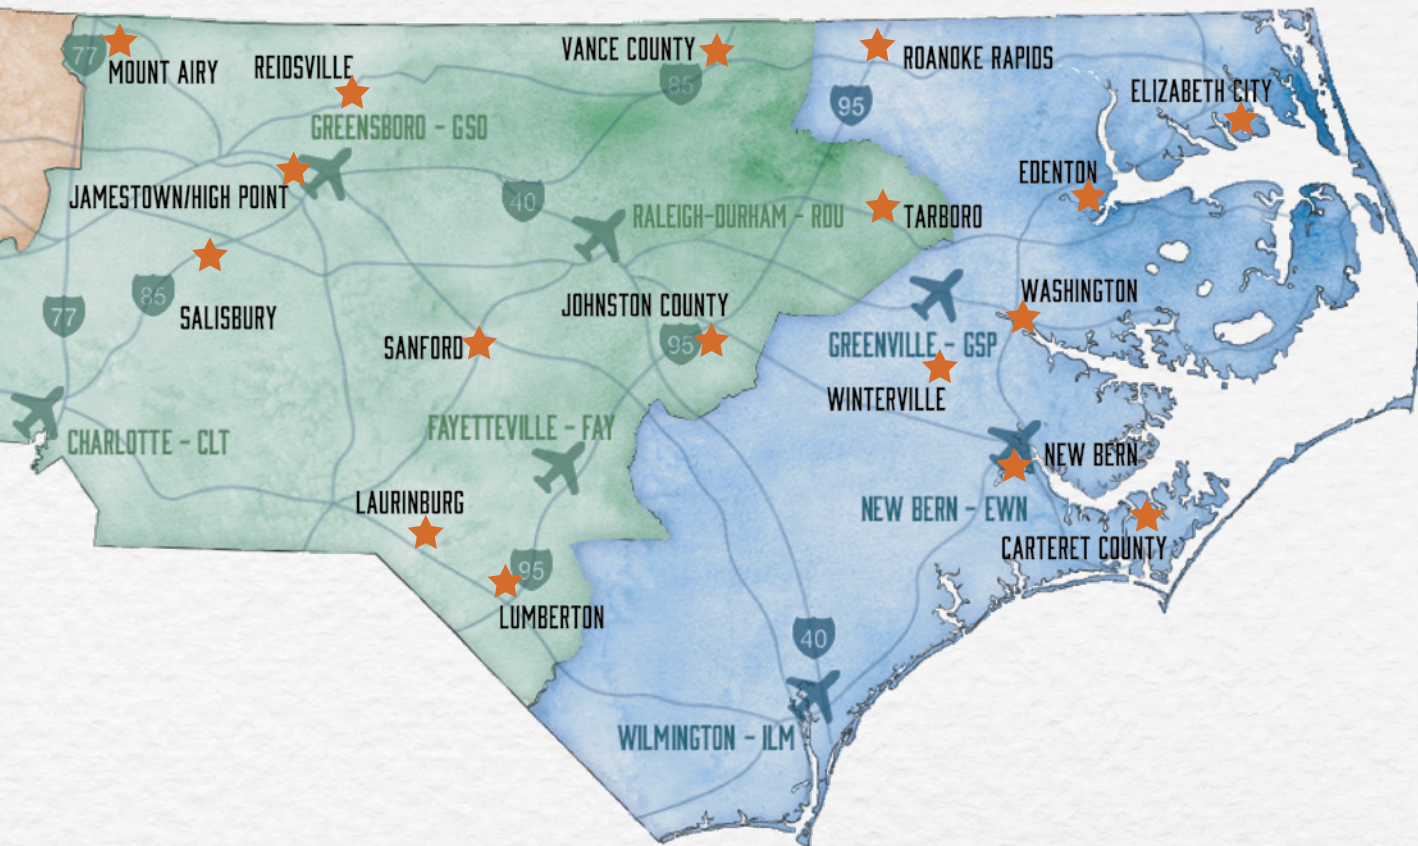 77
MOUNT AIRY
REIDSVILLE
VANCE COUNTY
85
ROANOKE RAPIDS
95
ELIZABETH CITY
GREENSBORO - GSO
JAMESTOWN/HIGH POINT
40
RALEIGH-DURHAM - RDU
TARBORO
EDENTON
77
85
SALISBURY
JOHNSTON COUNTY
WASHINGTON
SANFORD
95
GREENVILLE - GSP
WINTERVILLE
CHARLOTTE - CLT
FAYETTEVILLE - FAY
NEW BERN
LAURINBURG
NEW BERN - EWN
CARTERET COUNTY
95
LUMBERTON
40
WILMINGTON - ILM